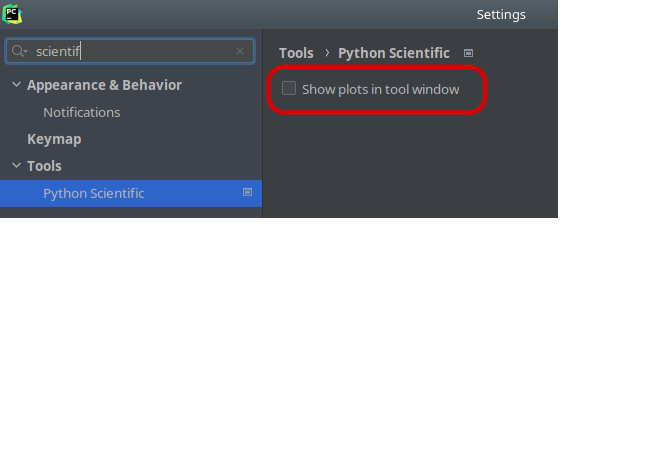 PC
Settings
scientif
Tools › Python Scientific
Appearance & Behavior
Show plots in tool window
Notifications
Keymap
Tools
Python Scientific